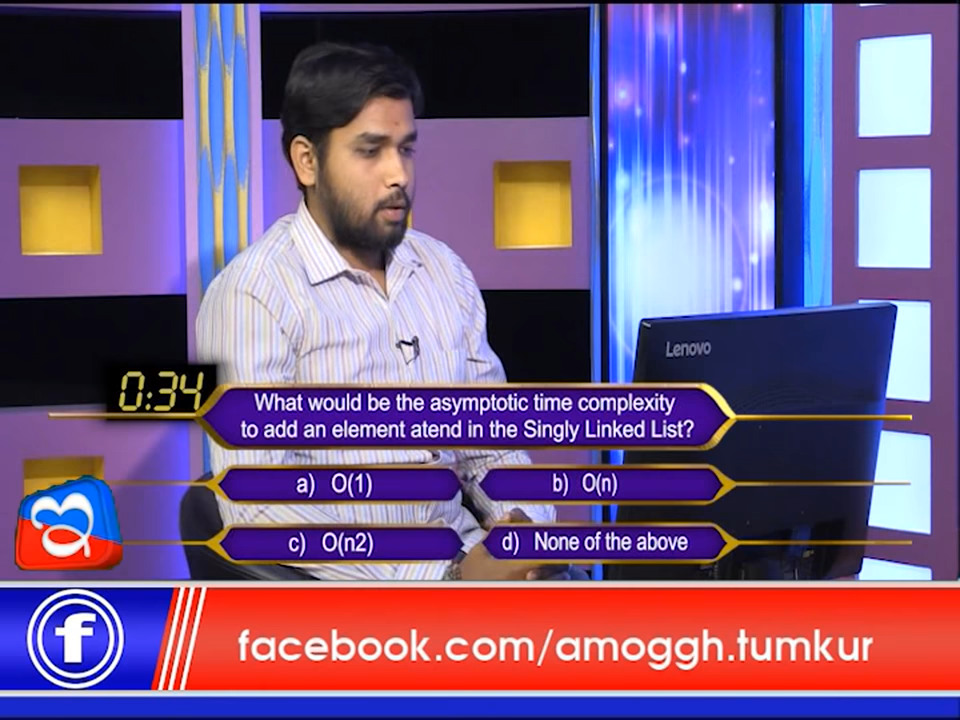 Lenovo
0:34
What would be the asymptotic time complexity
to add an element atend in the Singly Linked List?
a) O(1)
b) O(n)
c) O(n2)
d) None of the above
f
facebook.com/amoggh.tumkur